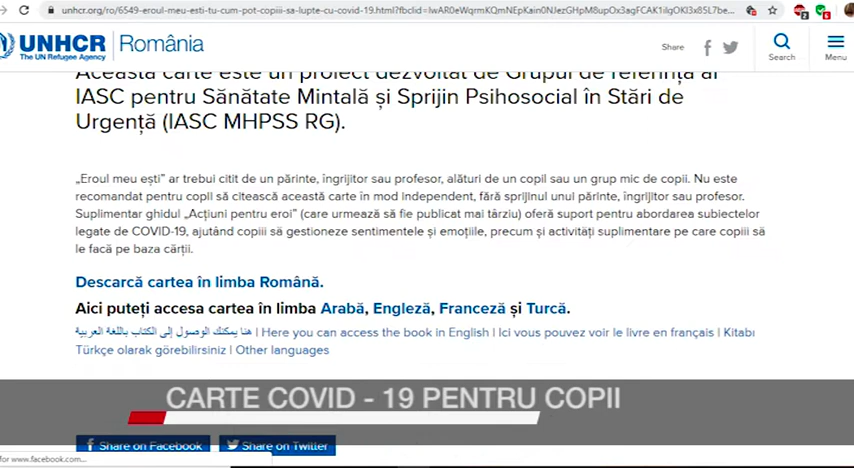 unhcr.org/ro/6549-eroul-meu-esti-tu-cum-pot-copiii-sa-lupte-cu-covid-19.html?fbclid=IwAR0eWqrmKQmNEpKain0NJezGHpM8upOx3agFCAK1ilgOKl3x85L7be...
UNHCR
The UN Refugee Agency
România
Share
Search
Menu
Această carte este un proiect dezvoltat de Grupul de referință al
IASC pentru Sănătate Mintală și Sprijin Psihosocial în Stări de
Urgență (IASC MHPSS RG).
„Eroul meu ești” ar trebui citit de un părinte, îngrijitor sau profesor, alături de un copil sau un grup mic de copii. Nu este
recomandat pentru copii să citească această carte în mod independent, fără sprijinul unui părinte, îngrijitor sau profesor.
Suplimentar ghidul „Acțiuni pentru eroi” (care urmează să fie publicat mai târziu) oferă suport pentru abordarea subiectelor
legate de COVID-19, ajutând copiii să gestioneze sentimentele și emoțiile, precum și activități suplimentare pe care copiii să
le facă pe baza cărții.
Descarcă cartea în limba Română.
Aici puteți accesa cartea în limba Arabă, Engleză, Franceză și Turcă.
هنا يمكنك الوصول إلى الكتاب باللغة العربية | Here you can access the book in English | Ici vous pouvez voir le livre en français | Kitabı
Türkçe olarak görebilirsiniz | Other languages
CARTE COVID - 19 PENTRU COPII
Share on Facebook
Share on Twitter
for www.facebook.com...